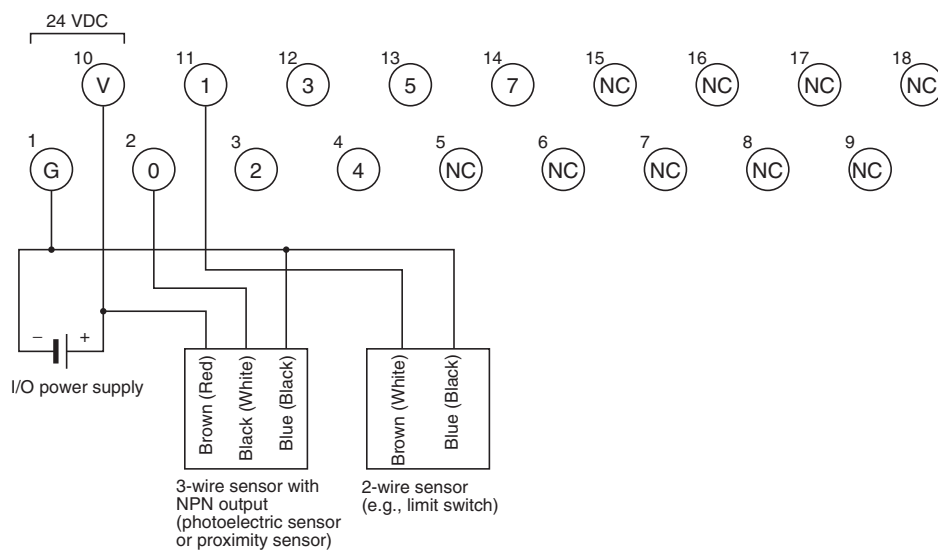 24 VDC
10 11 12 13 14 15 16 17 18
V 1 3 5 7 NC NC NC NC
1 2 3 4 5 6 7 8 9
G 0 2 4 NC NC NC NC NC
− +
I/O power supply
Brown (Red)
Black (White)
Blue (Black)
Brown (White)
Blue (Black)
3-wire sensor with
NPN output
(photoelectric sensor
or proximity sensor)
2-wire sensor
(e.g., limit switch)